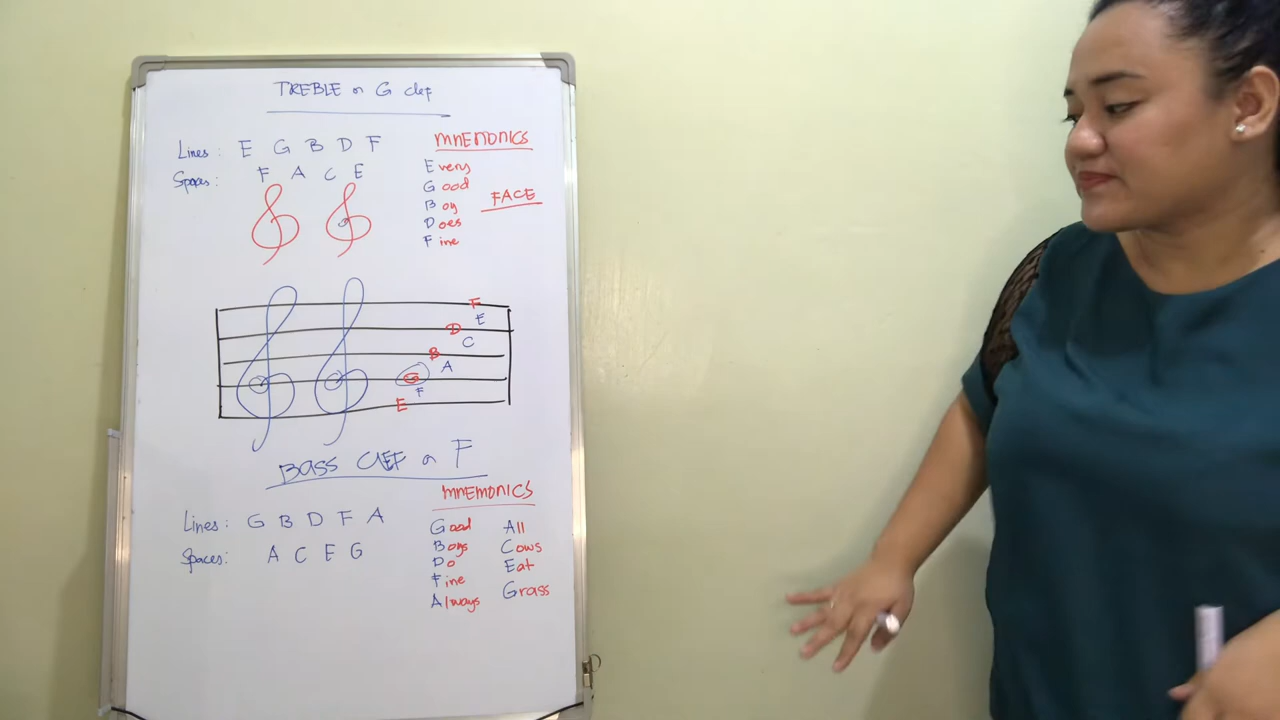 TREBLE or G clef
Lines: E G B D F
Spaces: F A C E
MNEMONICS
Every
Good
Boy
Does
Fine
FACE
F
E
D
C
B
A
G
F
E
BASS CLEF or F
Lines: G B D F A
Spaces: A C E G
MNEMONICS
Good
Boys
Do
Fine
Always
All
Cows
Eat
Grass